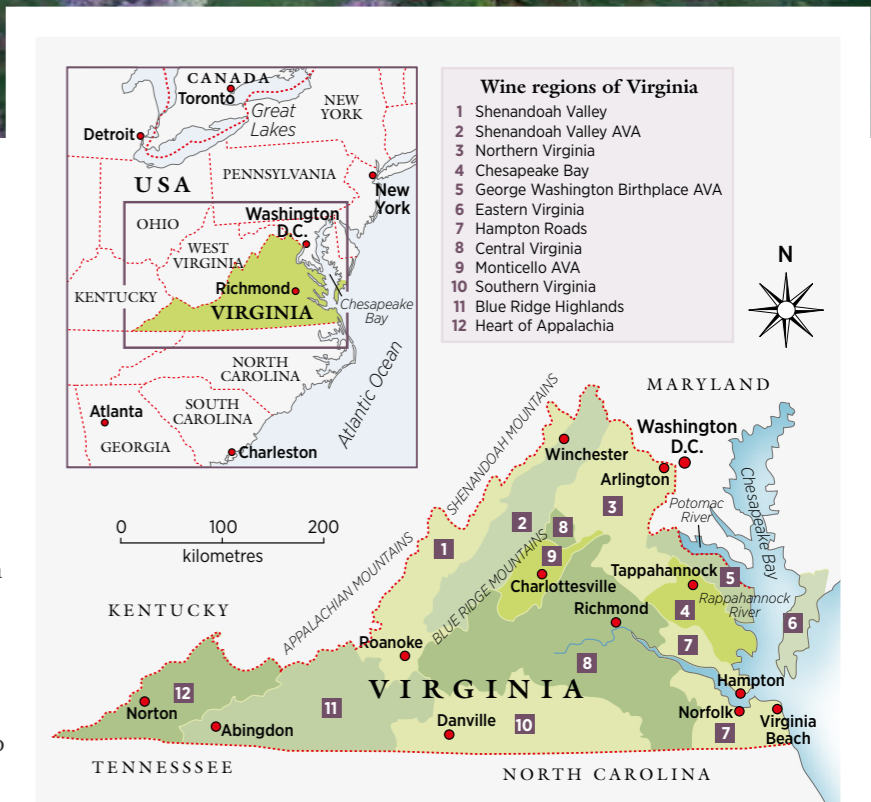 CANADA
Toronto
Great
Lakes
NEW
YORK
Detroit
USA
PENNSYLVANIA
New
York
OHIO
Washington
D.C.
WEST
VIRGINIA
Richmond
KENTUCKY
VIRGINIA
Chesapeake
Bay
NORTH
CAROLINA
Atlanta
SOUTH
CAROLINA
GEORGIA
Charleston
Atlantic Ocean
Wine regions of Virginia
1 Shenandoah Valley
2 Shenandoah Valley AVA
3 Northern Virginia
4 Chesapeake Bay
5 George Washington Birthplace AVA
6 Eastern Virginia
7 Hampton Roads
8 Central Virginia
9 Monticello AVA
10 Southern Virginia
11 Blue Ridge Highlands
12 Heart of Appalachia
N
0 100 200
kilometres
MARYLAND
SHENANDOAH MOUNTAINS
Washington
D.C.
Winchester
Arlington
Chesapeake Bay
Potomac
River
3
2
8
1
9
BLUE RIDGE MOUNTAINS
APPALACHIAN MOUNTAINS
Charlottesville
Tappahannock
5
Rappahannock
River
4
6
KENTUCKY
Richmond
7
Roanoke
8
VIRGINIA
12
Norton
11
Abingdon
Danville
10
Hampton
Norfolk
Virginia
Beach
7
TENNESSSEE
NORTH CAROLINA